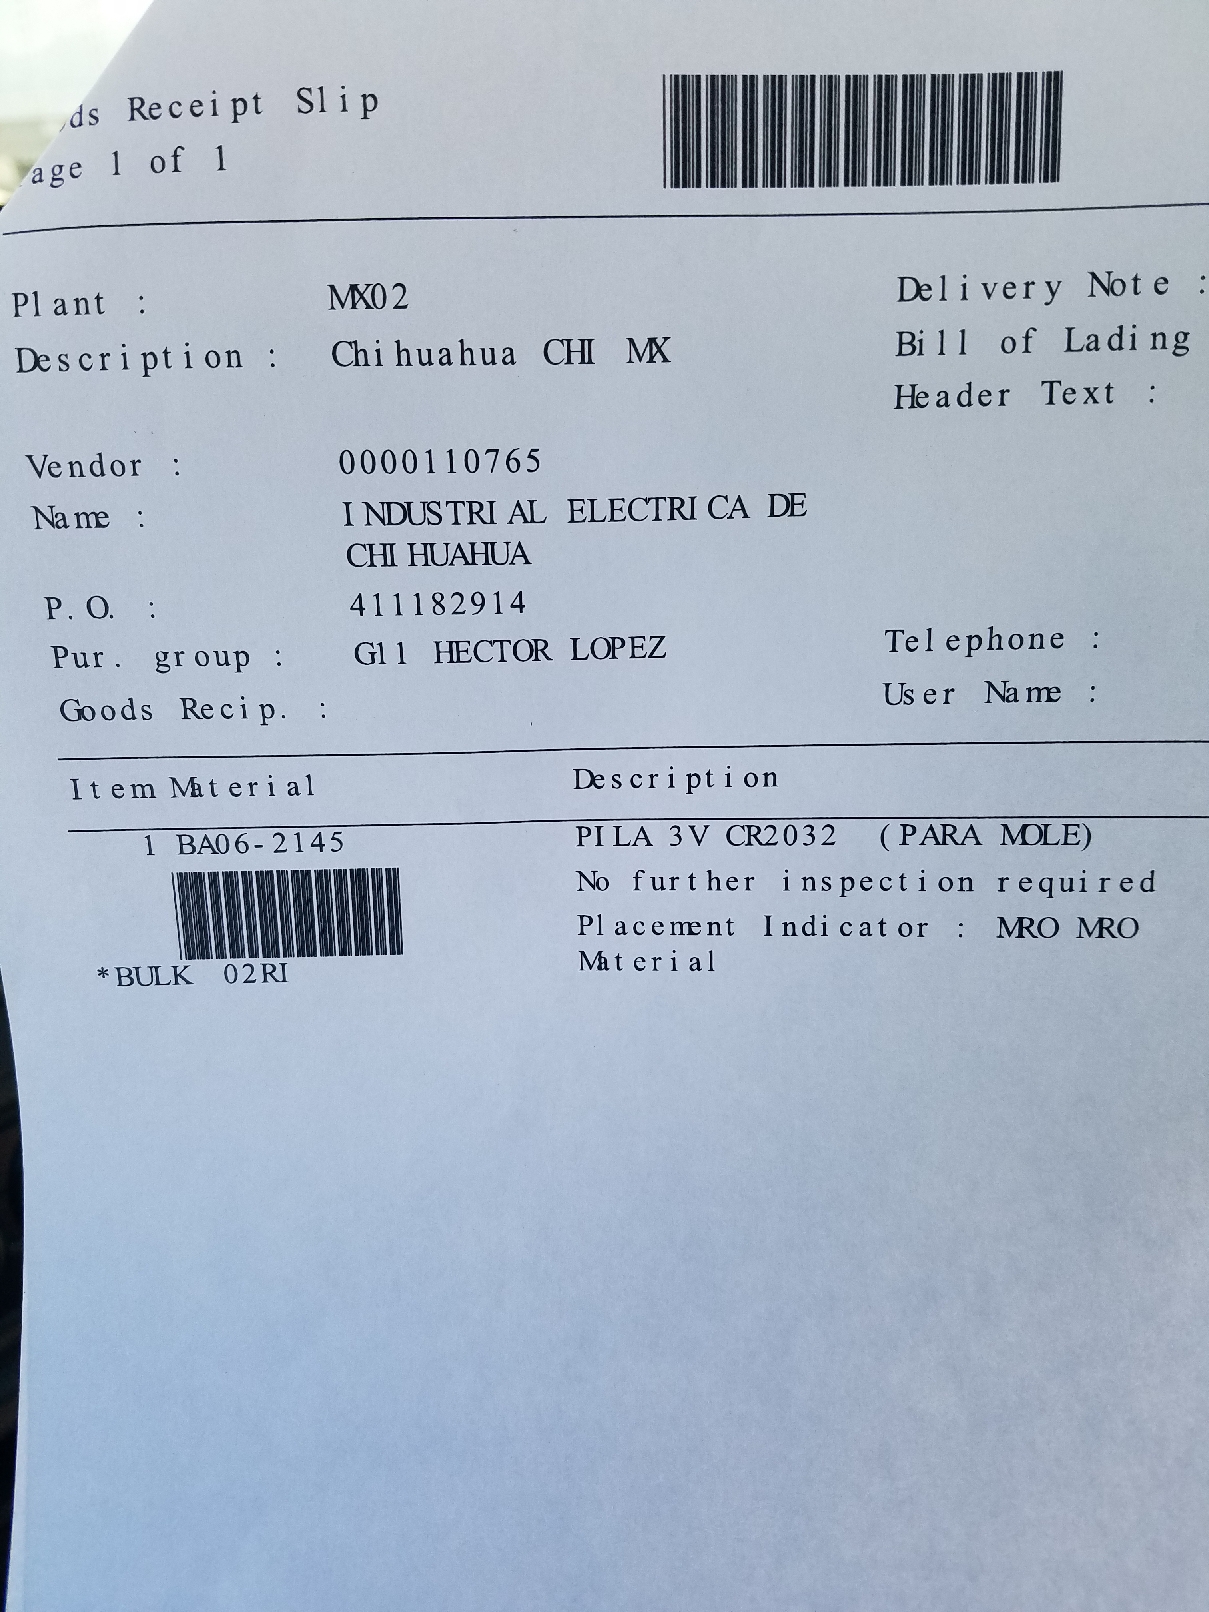 ds Receipt Slip
age 1 of 1
Plant : MX02
Delivery Note :
Description : Chihuahua CHI MX
Bill of Lading
Header Text :
Vendor : 0000110765
Name : INDUSTRIAL ELECTRICA DE
CHIHUAHUA
P.O. : 411182914
Pur. group : G11 HECTOR LOPEZ
Telephone :
Goods Recip. :
User Name :
Item Material Description
1 BA06-2145 PILA 3V CR2032 (PARA MOLE)
No further inspection required
Placement Indicator : MRO MRO
Material
*BULK 02RI